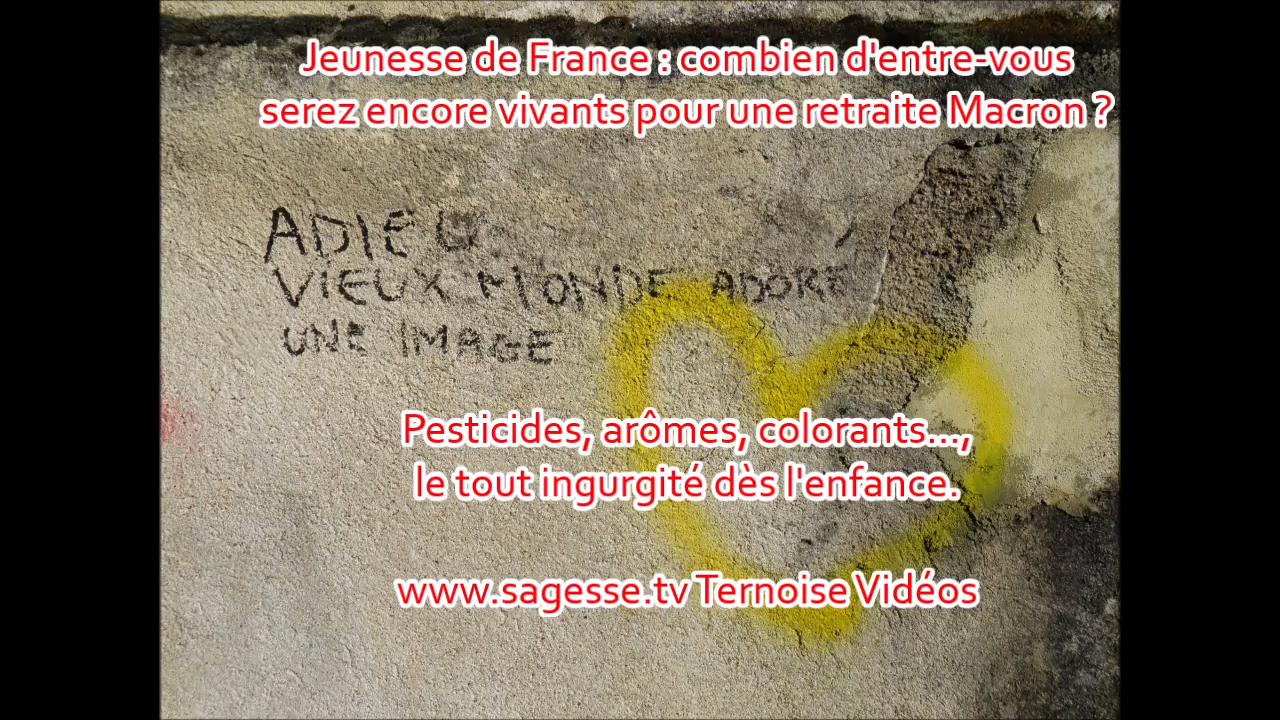 Jeunesse de France : combien d'entre-vous
serez encore vivants pour une retraite Macron ?
ADIEU
VIEUX MONDE ADORÉ
UNE IMAGE
Pesticides, arômes, colorants...,
le tout ingurgité dès l'enfance.
www.sagesse.tv Ternoise Vidéos